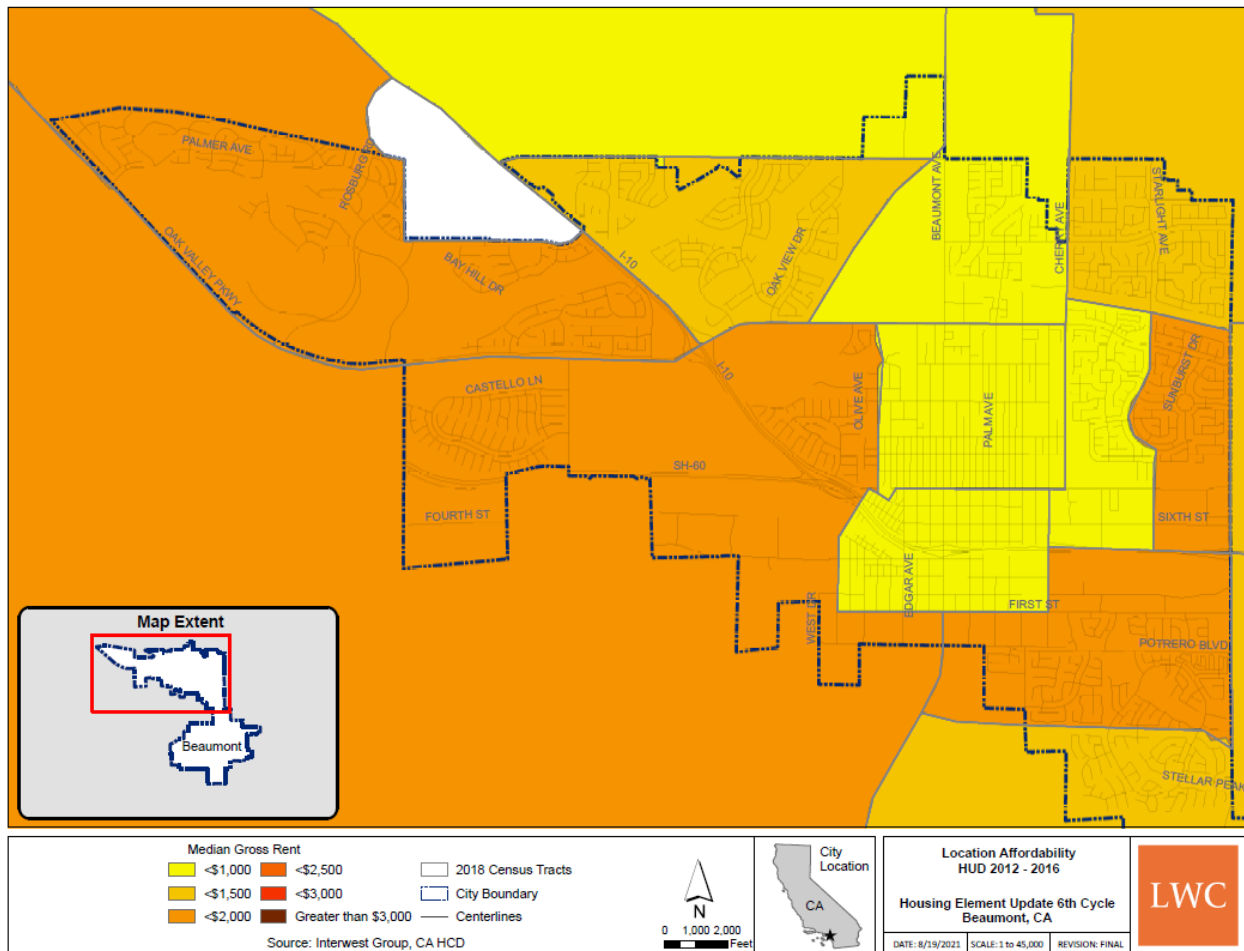 PALMER AVE
ROSBURG RD
OAK VALLEY PKWY
BAY HILL DR
I-10
OAK VIEW DR
BEAUMONT AVE
CHERRY AVE
STARLIGHT AVE
CASTELLO LN
I-10
OLIVE AVE
PALM AVE
SUNBURST DR
SH-60
FOURTH ST
SIXTH ST
EDGAR AVE
WEST DR
FIRST ST
POTRERO BLVD
STELLAR PEAK
Map Extent
Beaumont
Median Gross Rent
<$1,000
<$1,500
<$2,000
<$2,500
<$3,000
Greater than $3,000
2018 Census Tracts
City Boundary
Centerlines
Source: Interwest Group, CA HCD
N
0 1,000 2,000
Feet
City
Location
CA
Location Affordability
HUD 2012 - 2016
Housing Element Update 6th Cycle
Beaumont, CA
DATE: 8/19/2021 SCALE: 1 to 45,000 REVISION: FINAL
LWC